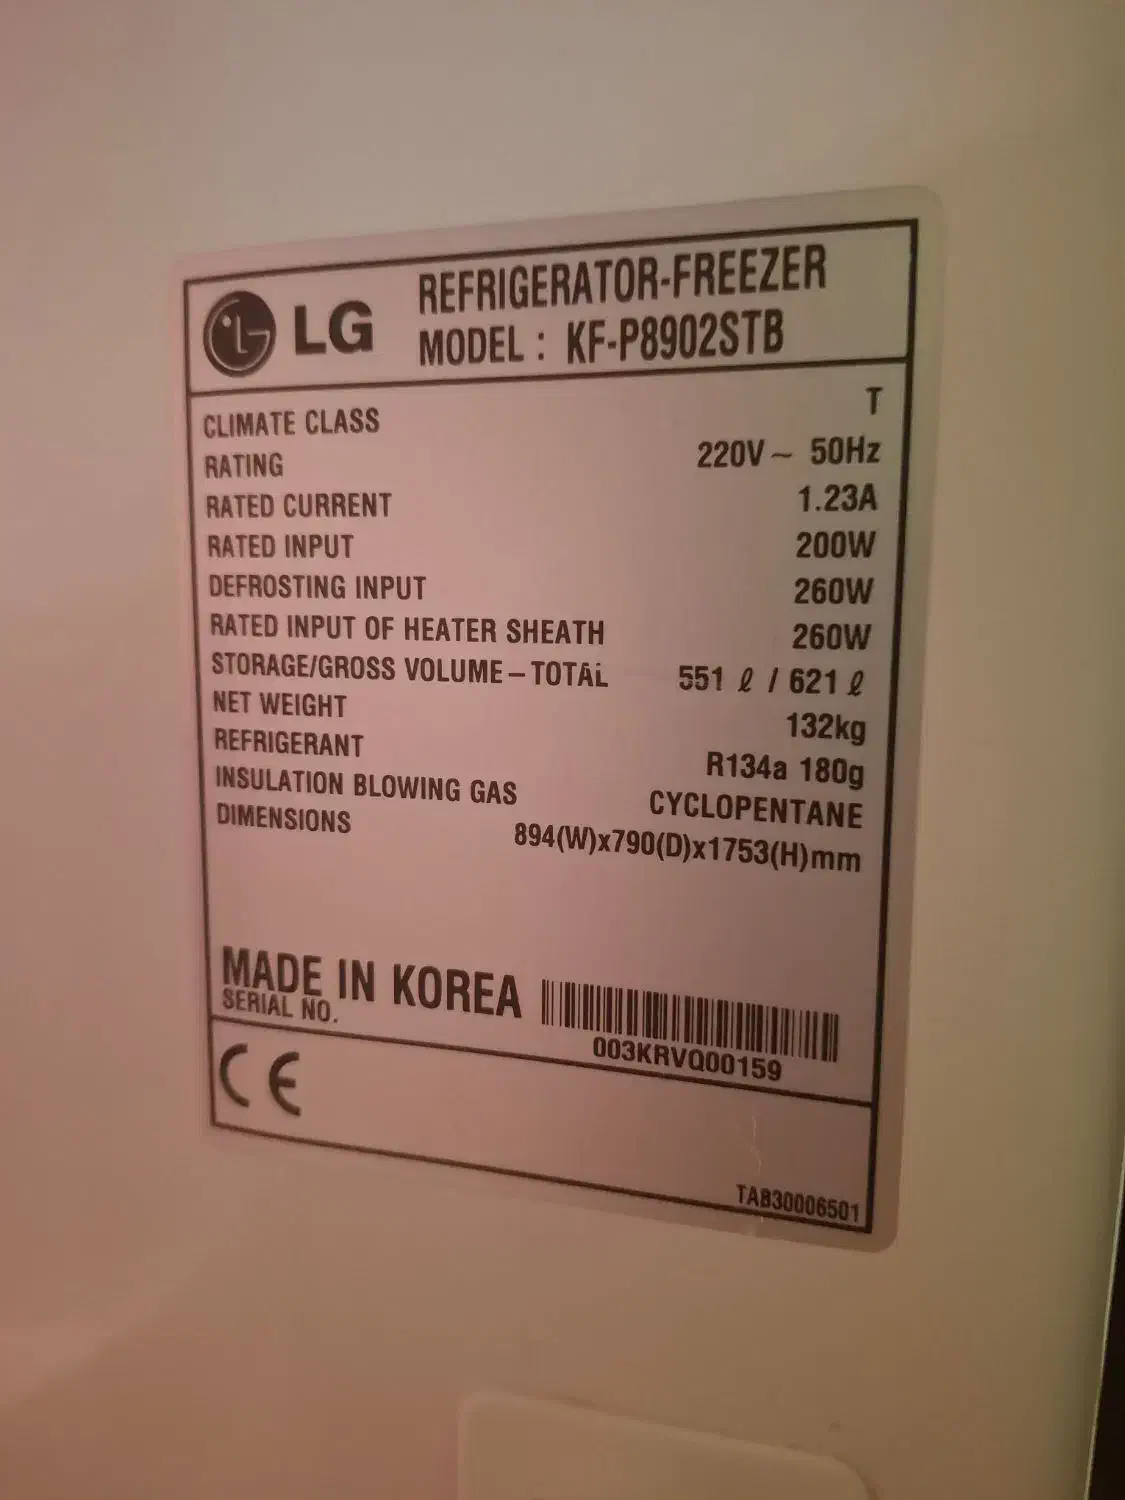 LG REFRIGERATOR-FREEZER
MODEL : KF-P8902STB
CLIMATE CLASS T
RATING 220V ~ 50Hz
RATED CURRENT 1.23A
RATED INPUT 200W
DEFROSTING INPUT 260W
RATED INPUT OF HEATER SHEATH 260W
STORAGE/GROSS VOLUME – TOTAL 551 ℓ / 621 ℓ
NET WEIGHT 132kg
REFRIGERANT R134a 180g
INSULATION BLOWING GAS CYCLOPENTANE
DIMENSIONS 894(W)x790(D)x1753(H)mm
MADE IN KOREA
SERIAL NO. 003KRVQ00159
CE
TAB30006501